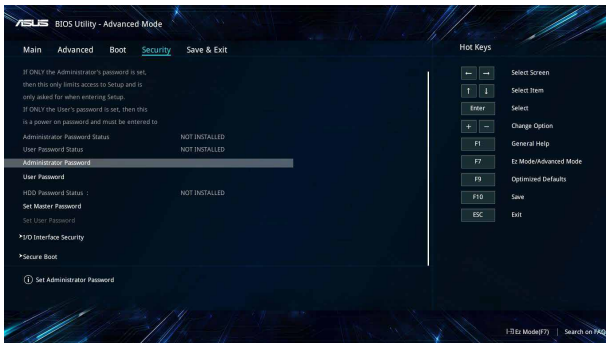 ASUS BIOS Utility - Advanced Mode
Main Advanced Boot Security Save & Exit
If ONLY the Administrator's password is set,
then this only limits access to Setup and is
only asked for when entering Setup.
If ONLY the User's password is set, then this
is a power on password and must be entered to
Administrator Password Status NOT INSTALLED
User Password Status NOT INSTALLED
Administrator Password
User Password
HDD Password Status : NOT INSTALLED
Set Master Password
Set User Password
>I/O Interface Security
>Secure Boot
Set Administrator Password
Hot Keys
← → Select Screen
↑ ↓ Select Item
Enter Select
+ − Change Option
F1 General Help
F7 Ez Mode/Advanced Mode
F9 Optimized Defaults
F10 Save
ESC Exit
Ez Mode(F7) | Search on FAQ